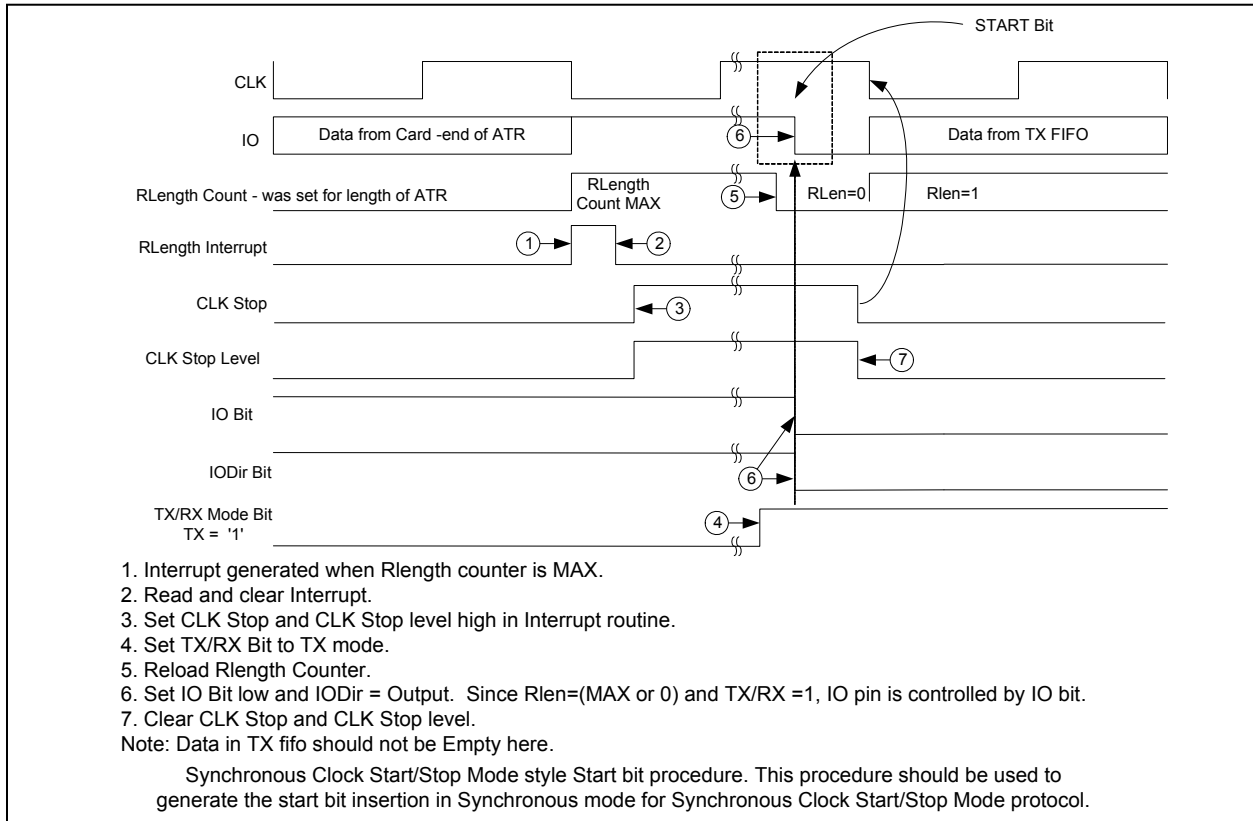 START Bit
CLK
IO
Data from Card -end of ATR
6
Data from TX FIFO
RLength Count - was set for length of ATR
RLength
Count MAX
5
RLen=0
Rlen=1
RLength Interrupt
1
2
CLK Stop
3
CLK Stop Level
7
IO Bit
IODir Bit
6
TX/RX Mode Bit
TX = '1'
4
1. Interrupt generated when Rlength counter is MAX.
2. Read and clear Interrupt.
3. Set CLK Stop and CLK Stop level high in Interrupt routine.
4. Set TX/RX Bit to TX mode.
5. Reload Rlength Counter.
6. Set IO Bit low and IODir = Output. Since Rlen=(MAX or 0) and TX/RX =1, IO pin is controlled by IO bit.
7. Clear CLK Stop and CLK Stop level.
Note: Data in TX fifo should not be Empty here.
Synchronous Clock Start/Stop Mode style Start bit procedure. This procedure should be used to
generate the start bit insertion in Synchronous mode for Synchronous Clock Start/Stop Mode protocol.